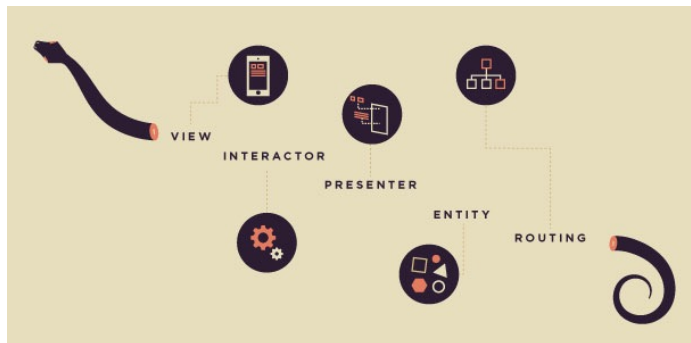 VIEW
INTERACTOR
PRESENTER
ENTITY
ROUTING